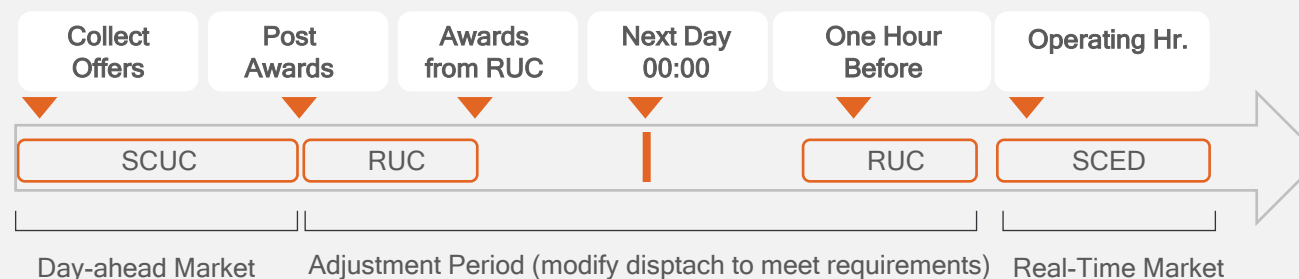 Collect
Offers
Post
Awards
Awards
from RUC
Next Day
00:00
One Hour
Before
Operating Hr.
SCUC
RUC
RUC
SCED
Day-ahead Market
Adjustment Period (modify disptach to meet requirements)
Real-Time Market